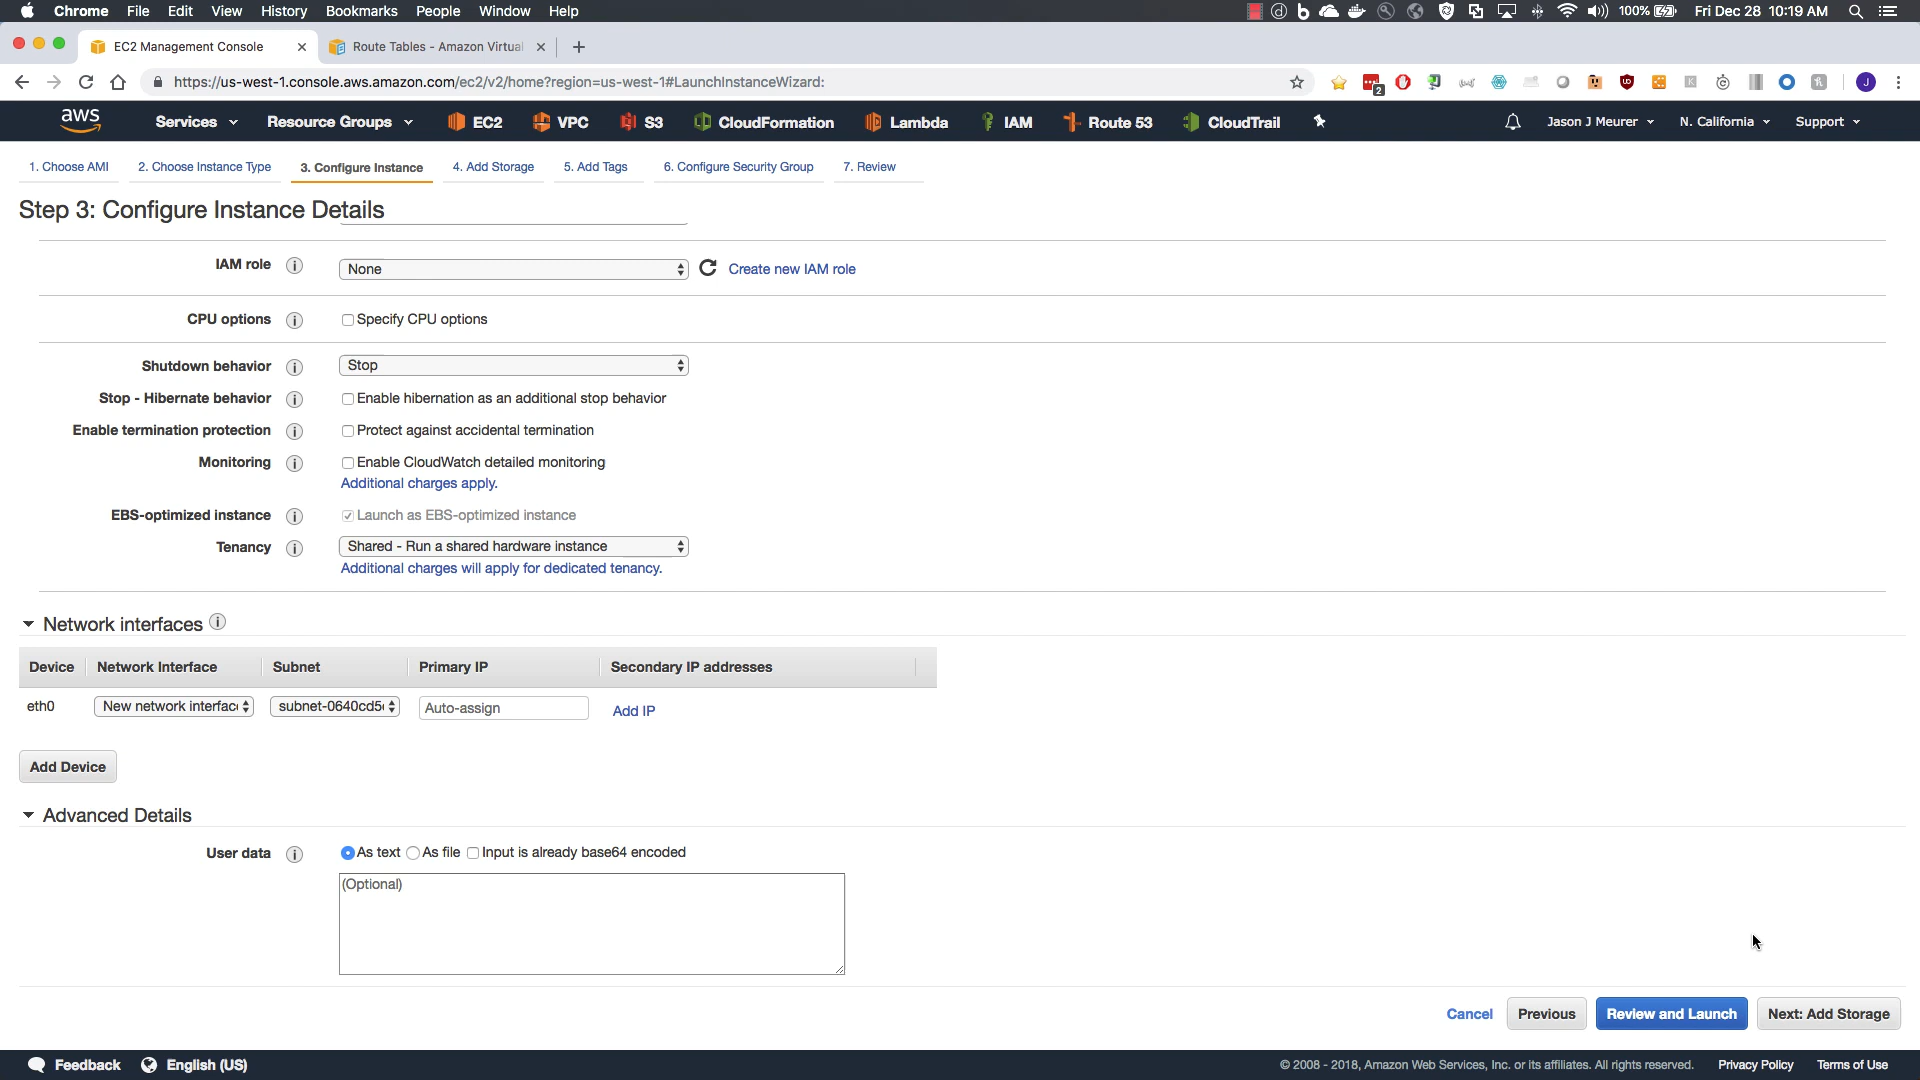 Chrome File Edit View History Bookmarks People Window Help 100% Fri Dec 28 10:19 AM
EC2 Management Console Route Tables - Amazon Virtual
https://us-west-1.console.aws.amazon.com/ec2/v2/home?region=us-west-1#LaunchInstanceWizard: 2 J
aws Services Resource Groups EC2 VPC S3 CloudFormation Lambda IAM Route 53 CloudTrail Jason J Meurer N. California Support
1. Choose AMI 2. Choose Instance Type 3. Configure Instance 4. Add Storage 5. Add Tags 6. Configure Security Group 7. Review
Step 3: Configure Instance Details
IAM role i None Create new IAM role
CPU options i Specify CPU options
Shutdown behavior i Stop
Stop - Hibernate behavior i Enable hibernation as an additional stop behavior
Enable termination protection i Protect against accidental termination
Monitoring i Enable CloudWatch detailed monitoring
Additional charges apply.
EBS-optimized instance i Launch as EBS-optimized instance
Tenancy i Shared - Run a shared hardware instance
Additional charges will apply for dedicated tenancy.
Network interfaces i
Device Network Interface Subnet Primary IP Secondary IP addresses
eth0 New network interfac subnet-0640cd5 Auto-assign Add IP
Add Device
Advanced Details
User data i As text As file Input is already base64 encoded
(Optional)
Cancel Previous Review and Launch Next: Add Storage
Feedback English (US) © 2008 - 2018, Amazon Web Services, Inc. or its affiliates. All rights reserved. Privacy Policy Terms of Use